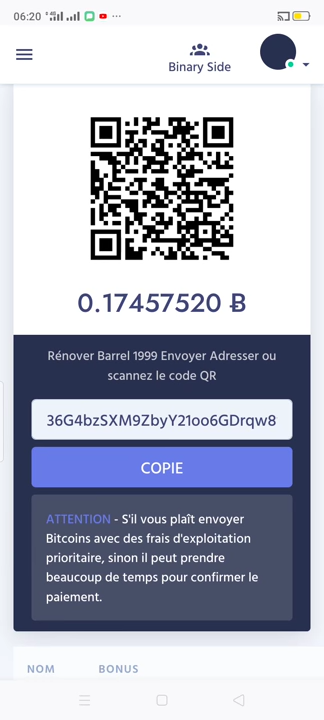 06:20
Binary Side
0.17457520 Ƀ
Rénover Barrel 1999 Envoyer Adresser ou
scannez le code QR
36G4bzSXM9ZbyY21oo6GDrqw8
COPIE
ATTENTION - S'il vous plaît envoyer
Bitcoins avec des frais d'exploitation
prioritaire, sinon il peut prendre
beaucoup de temps pour confirmer le
paiement.
NOM BONUS